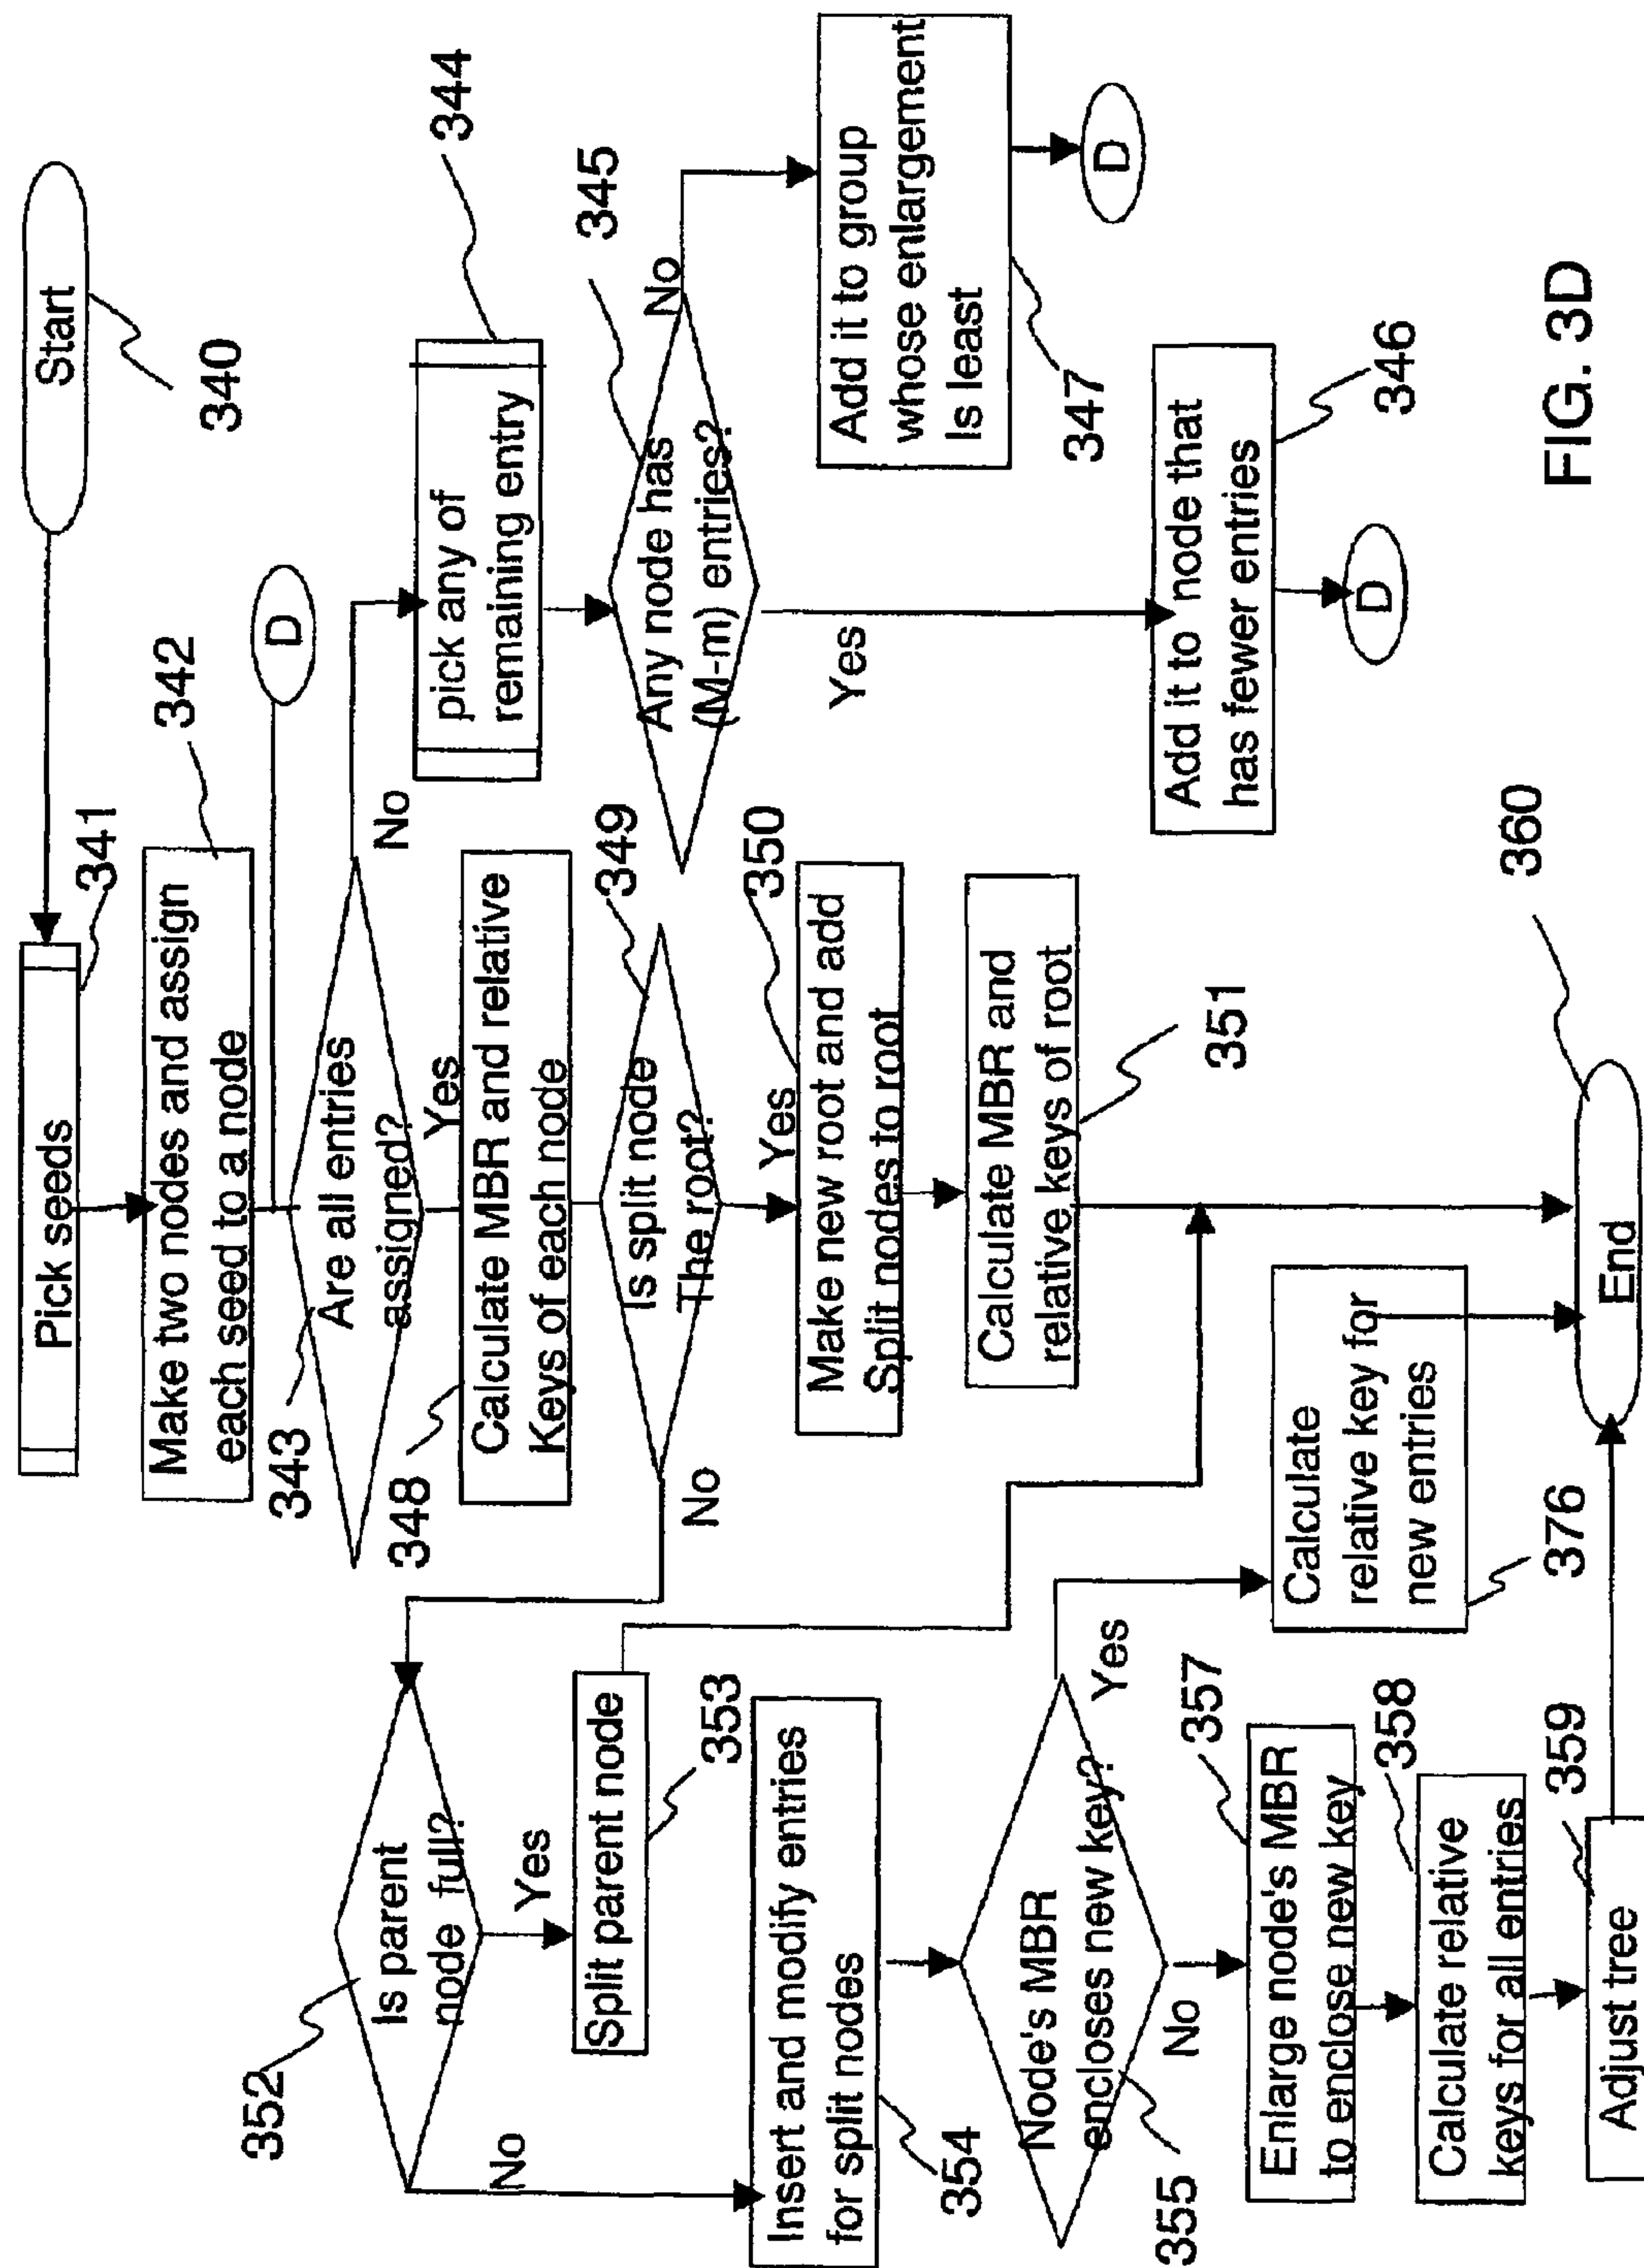 Start
340
Pick seeds
341
Make two nodes and assign
each seed to a node
342
D
343
Are all entries
assigned?
No
Yes
pick any of
remaining entry
344
Any node has
(M-m) entries?
345
No
Yes
Add it to group
whose enlargement
Is least
347
D
Add it to node that
has fewer entries
346
D
348
Calculate MBR and relative
Keys of each node
Is split node
The root?
349
Yes
No
350
Make new root and add
Split nodes to root
Calculate MBR and
relative keys of root
351
352
Is parent
node full?
Yes
No
Split parent node
353
Insert and modify entries
for split nodes
354
Node's MBR
encloses new key?
355
Yes
No
Calculate
relative key for
new entries
376
357
Enlarge node's MBR
to enclose new key
358
Calculate relative
keys for all entries
359
Adjust tree
End
360
FIG. 3D